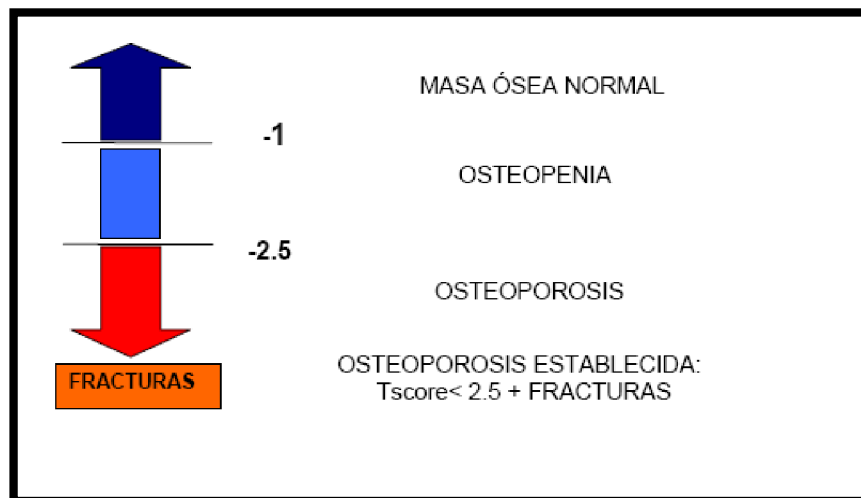 MASA ÓSEA NORMAL
-1
OSTEOPENIA
-2.5
OSTEOPOROSIS
FRACTURAS
OSTEOPOROSIS ESTABLECIDA:
Tscore< 2.5 + FRACTURAS